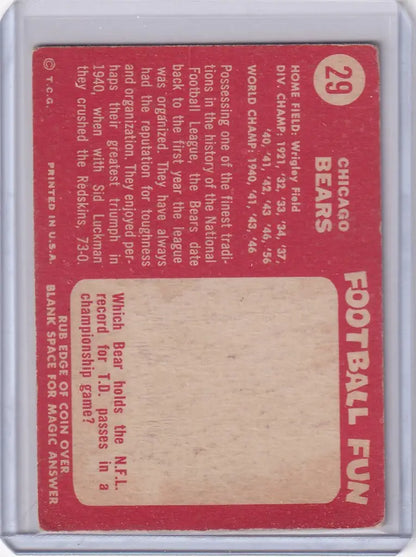 29
CHICAGO
BEARS
FOOTBALL FUN
HOME FIELD: Wrigley Field
DIV. CHAMP: 1921, '32, '33, '34, '37,
'40, '41, '42, '43, '46, '56
WORLD CHAMP: 1940, '41, '43, '46
Possessing one of the finest tradi-
tions in the history of the National
Football League, the Bears date
back to the first year the league
was organized. They have always
had the reputation for toughness
and organization. They enjoyed per-
haps their greatest triumph in
1940, when with Sid Luckman
they crushed the Redskins, 73-0.
Which Bear holds the N.F.L.
record for T.D. passes in a
championship game?
RUB EDGE OF COIN OVER
BLANK SPACE FOR MAGIC ANSWER
© T.C.G.
PRINTED IN U.S.A.